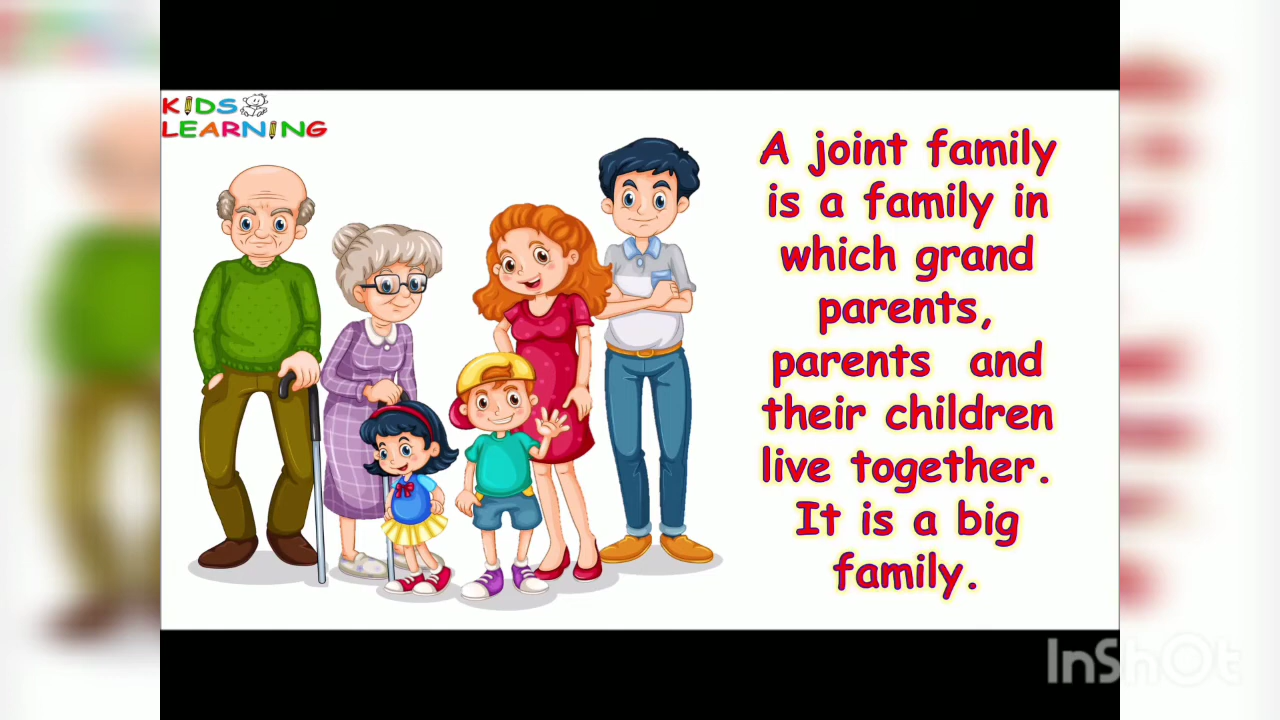 KIDS
LEARNING
A joint family
is a family in
which grand
parents,
parents and
their children
live together.
It is a big
family.
InShOt